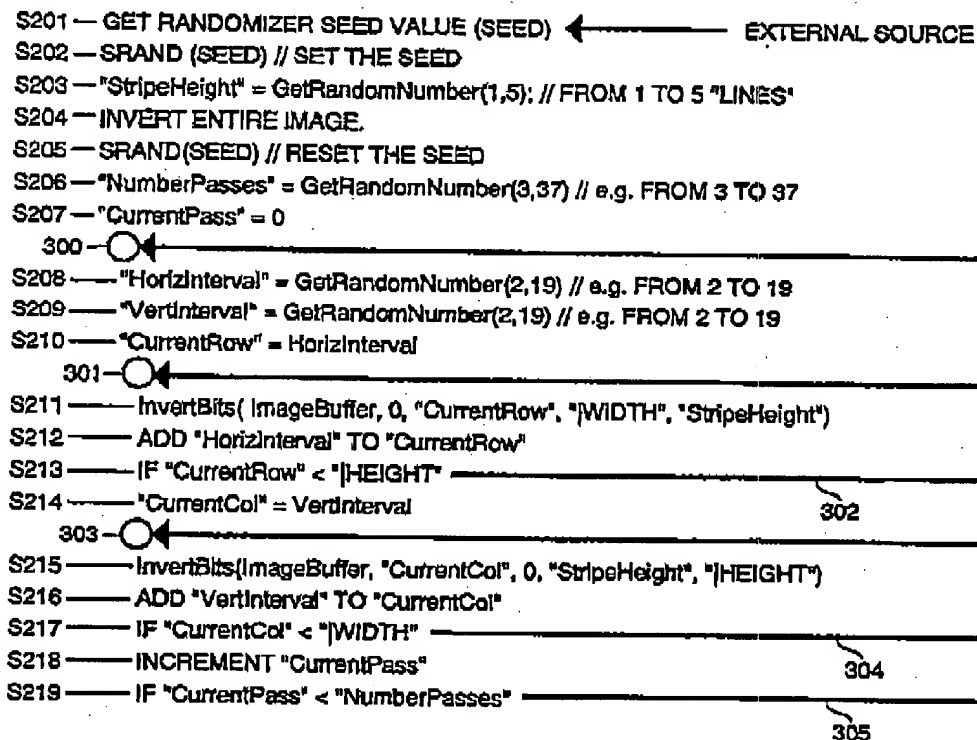 S201 — GET RANDOMIZER SEED VALUE (SEED) EXTERNAL SOURCE
S202 — SRAND (SEED) // SET THE SEED
S203 — "StripeHeight" = GetRandomNumber(1,5); // FROM 1 TO 5 "LINES"
S204 — INVERT ENTIRE IMAGE.
S205 — SRAND(SEED) // RESET THE SEED
S206 — "NumberPasses" = GetRandomNumber(3,37) // e.g. FROM 3 TO 37
S207 — "CurrentPass" = 0
300
S208 — "HorizInterval" = GetRandomNumber(2,19) // e.g. FROM 2 TO 19
S209 — "VertInterval" = GetRandomNumber(2,19) // e.g. FROM 2 TO 19
S210 — "CurrentRow" = HorizInterval
301
S211 — InvertBits( ImageBuffer, 0, "CurrentRow", "|WIDTH", "StripeHeight")
S212 — ADD "HorizInterval" TO "CurrentRow"
S213 — IF "CurrentRow" < "|HEIGHT"
302
S214 — "CurrentCol" = VertInterval
303
S215 — InvertBits(ImageBuffer, "CurrentCol", 0, "StripeHeight", "|HEIGHT")
S216 — ADD "VertInterval" TO "CurrentCol"
S217 — IF "CurrentCol" < "|WIDTH"
304
S218 — INCREMENT "CurrentPass"
S219 — IF "CurrentPass" < "NumberPasses"
305